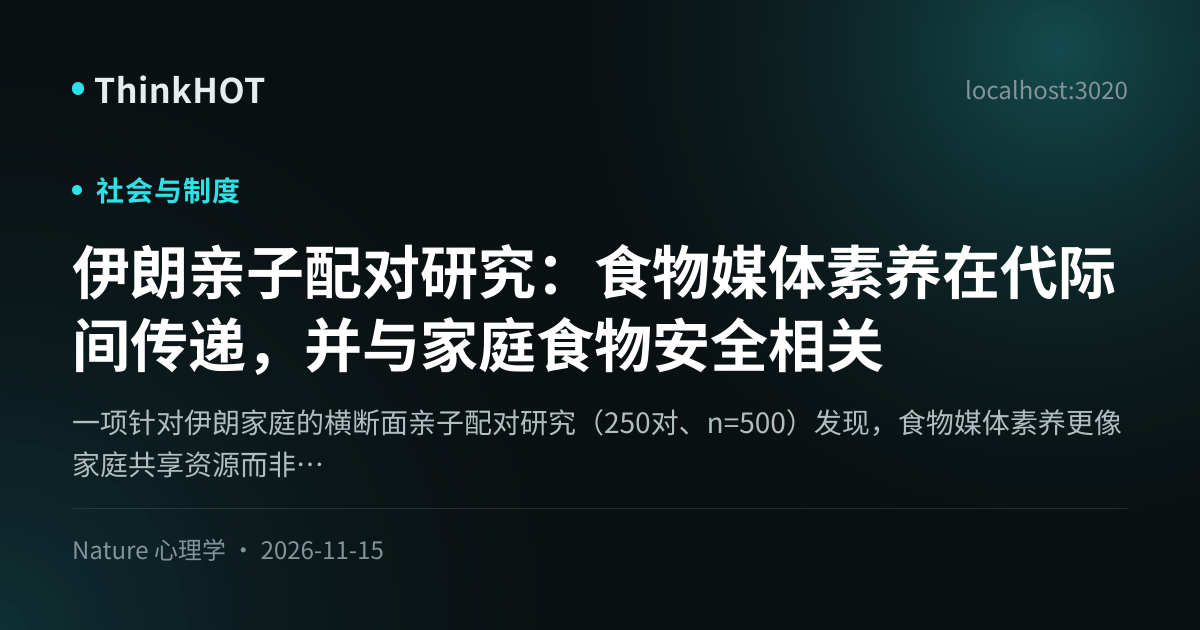 ThinkHOT
localhost:3020
社会与制度
伊朗亲子配对研究：食物媒体素养在代际
间传递，并与家庭食物安全相关
一项针对伊朗家庭的横断面亲子配对研究（250对、n=500）发现，食物媒体素养更像
家庭共享资源而非…
Nature 心理学 · 2026-11-15